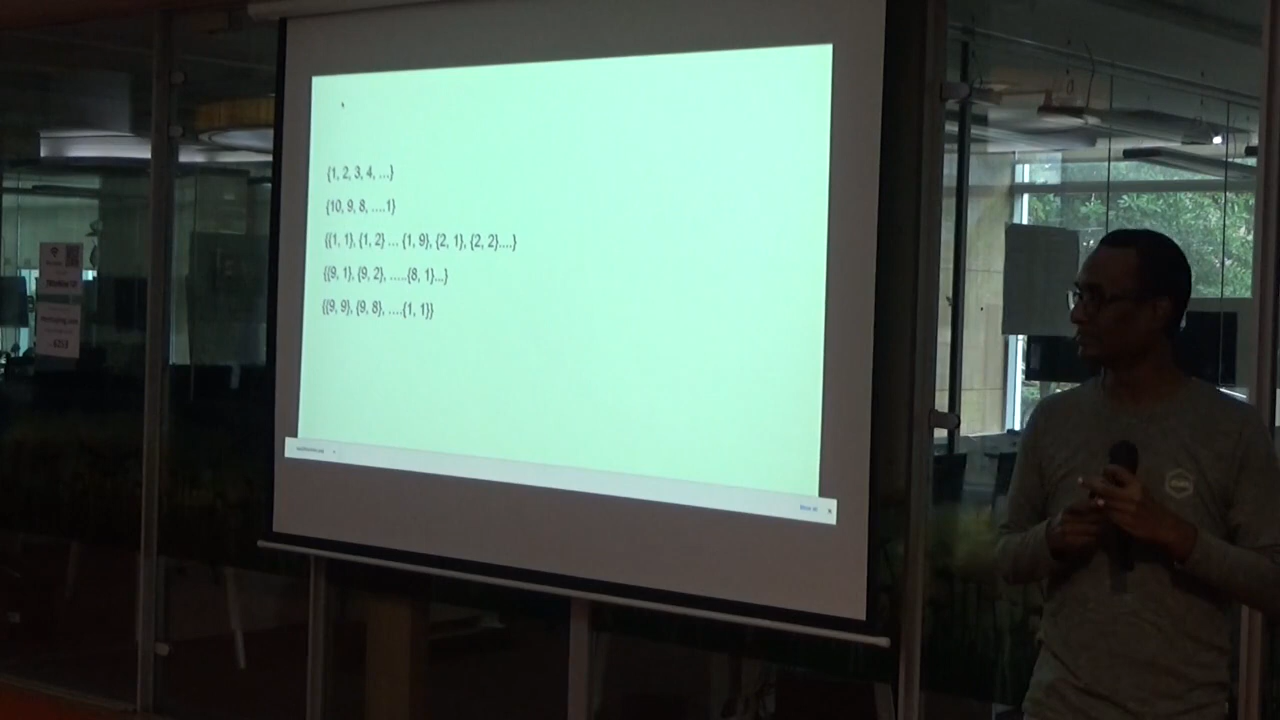 {1, 2, 3, 4, ...}
{10, 9, 8, ....1}
{{1, 1}, {1, 2} ... {1, 9}, {2, 1}, {2, 2}....}
{{9, 1}, {9, 2}, .....{8, 1}...}
{{9, 9}, {9, 8}, ....{1, 1}}